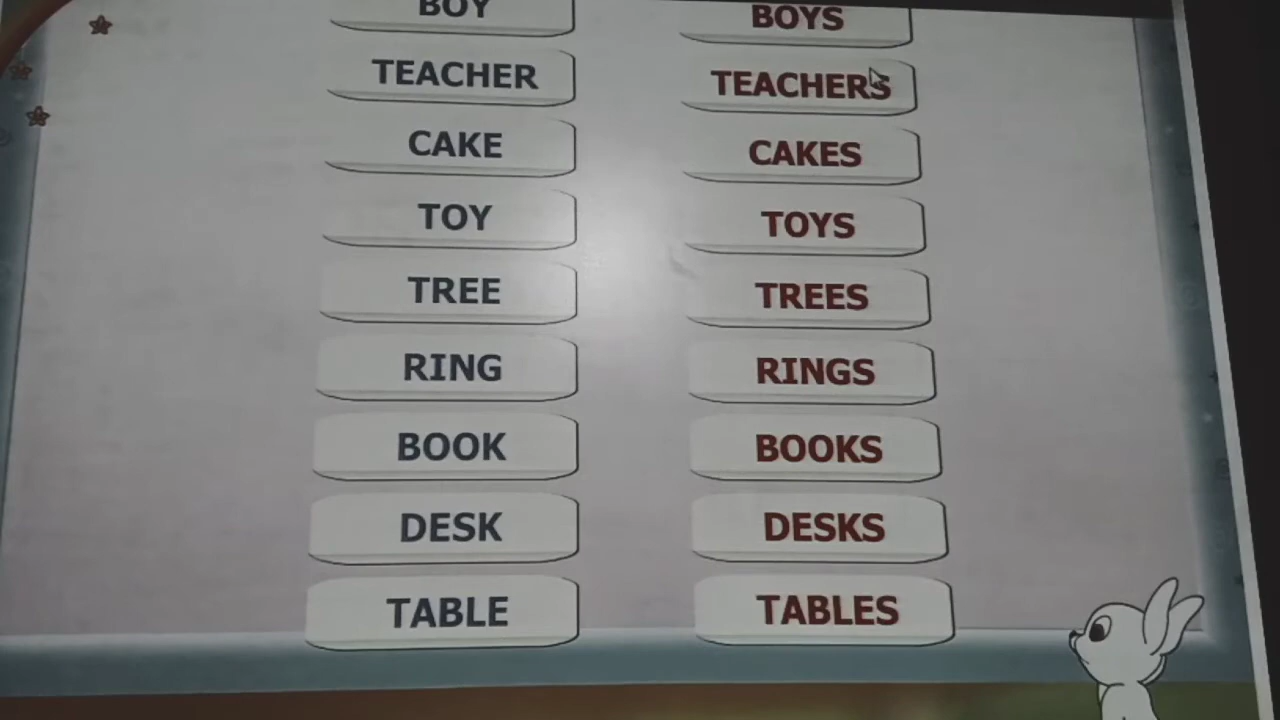 BOY BOYS
TEACHER TEACHERS
CAKE CAKES
TOY TOYS
TREE TREES
RING RINGS
BOOK BOOKS
DESK DESKS
TABLE TABLES